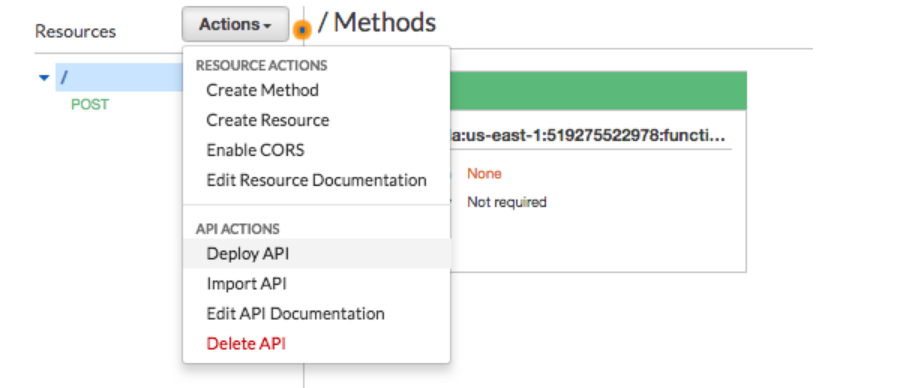 Resources
Actions
/ Methods
/
POST
RESOURCE ACTIONS
Create Method
Create Resource
Enable CORS
Edit Resource Documentation
API ACTIONS
Deploy API
Import API
Edit API Documentation
Delete API
a:us-east-1:519275522978:functi...
None
Not required